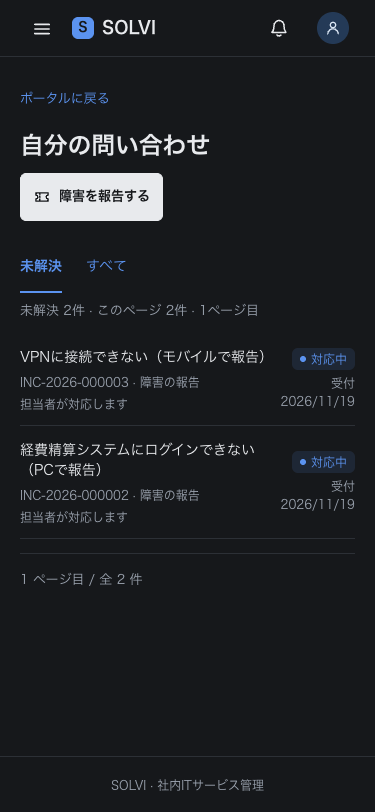 S SOLVI
ポータルに戻る
自分の問い合わせ
障害を報告する
未解決 すべて
未解決 2件 · このページ 2件 · 1ページ目
VPNに接続できない（モバイルで報告）
対応中
INC-2026-000003 · 障害の報告
担当者が対応します
受付
2026/11/19
経費精算システムにログインできない
（PCで報告）
対応中
INC-2026-000002 · 障害の報告
担当者が対応します
受付
2026/11/19
1 ページ目 / 全 2 件
SOLVI · 社内ITサービス管理